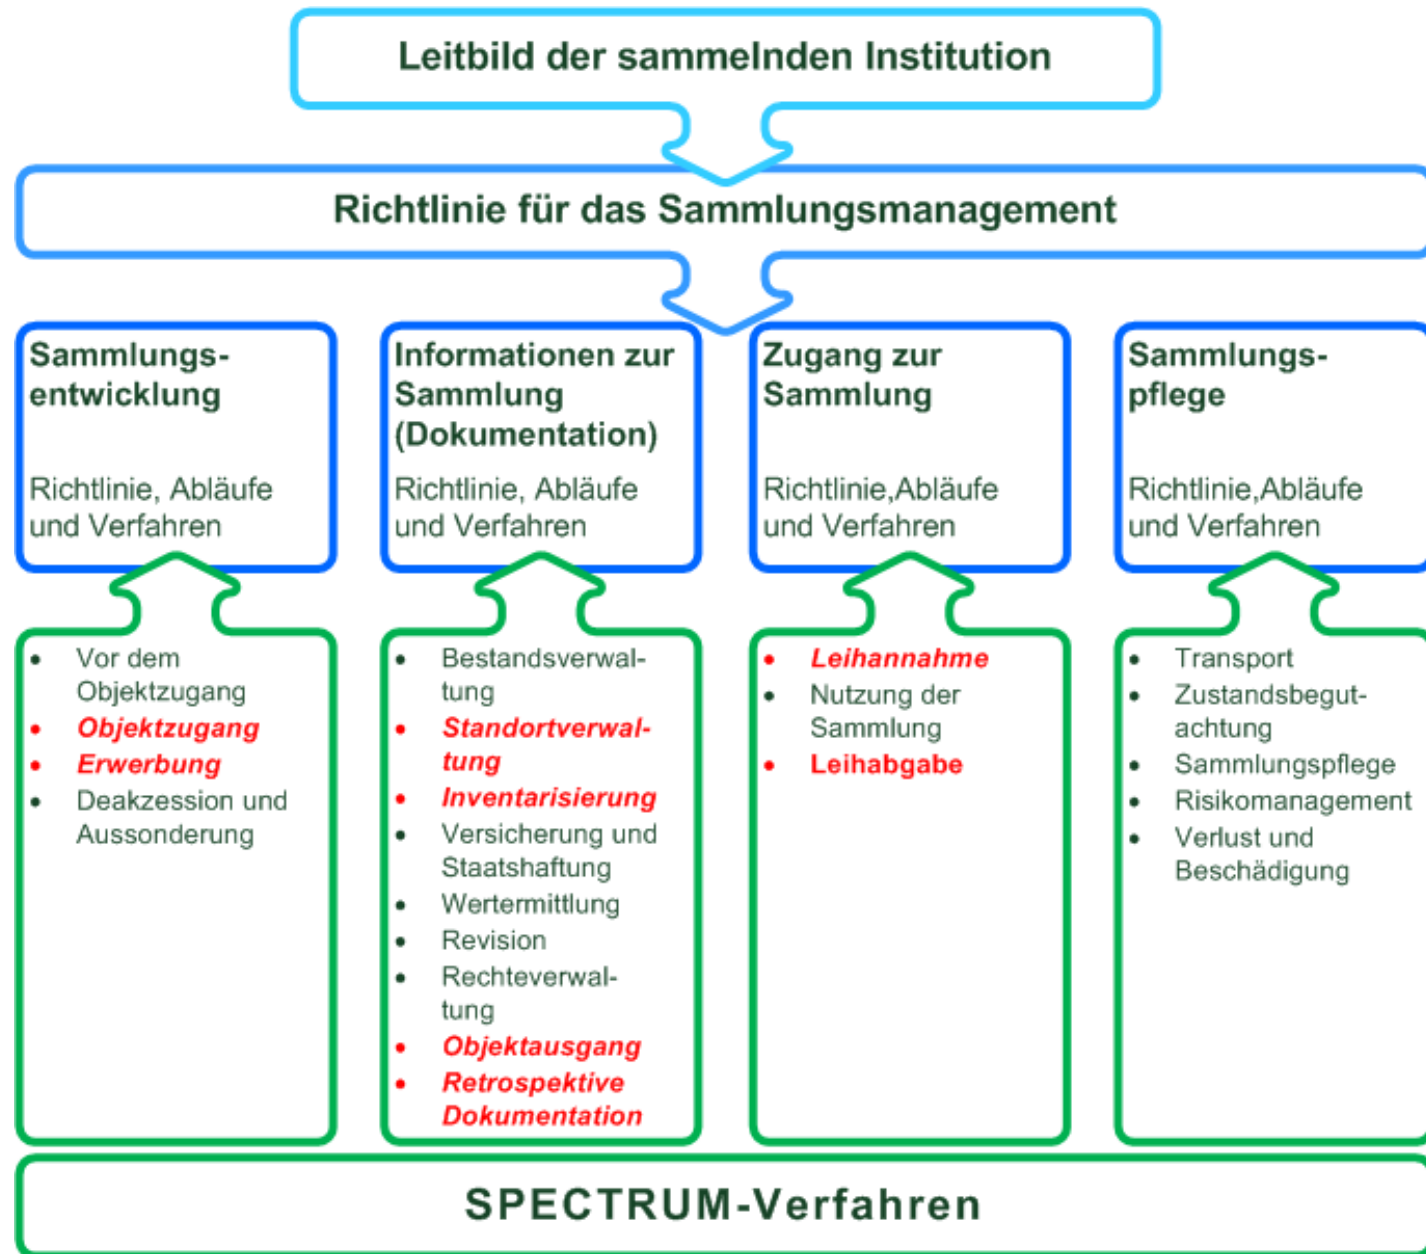 Leitbild der sammelnden Institution
Richtlinie für das Sammlungsmanagement
Sammlungs-
entwicklung
Richtlinie, Abläufe
und Verfahren
Informationen zur
Sammlung
(Dokumentation)
Richtlinie, Abläufe
und Verfahren
Zugang zur
Sammlung
Richtlinie,Abläufe
und Verfahren
Sammlungs-
pflege
Richtlinie,Abläufe
und Verfahren
• Vor dem
Objektzugang
• Objektzugang
• Erwerbung
• Deakzession und
Aussonderung
• Bestandsverwal-
tung
• Standortverwal-
tung
• Inventarisierung
• Versicherung und
Staatshaftung
• Wertermittlung
• Revision
• Rechteverwal-
tung
• Objektausgang
• Retrospektive
Dokumentation
• Leihannahme
• Nutzung der
Sammlung
• Leihabgabe
• Transport
• Zustandsbegut-
achtung
• Sammlungspflege
• Risikomanagement
• Verlust und
Beschädigung
SPECTRUM-Verfahren